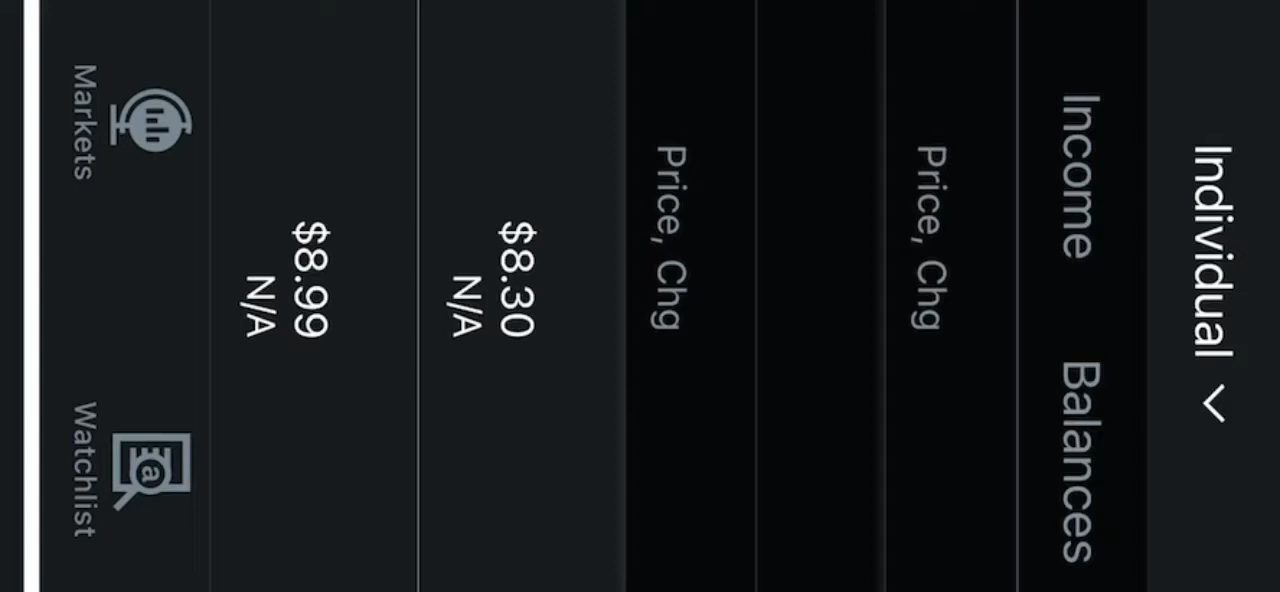 Individual
Income Balances
Price, Chg
Price, Chg
$8.30
N/A
$8.99
N/A
Markets Watchlist